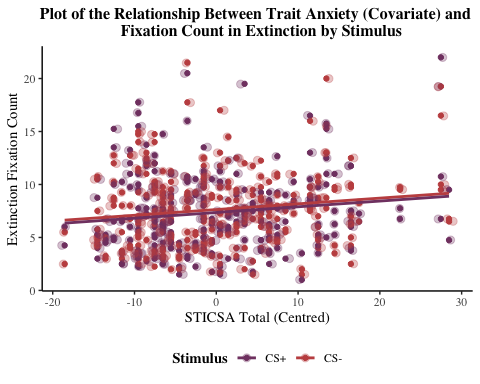 Plot of the Relationship Between Trait Anxiety (Covariate) and
Fixation Count in Extinction by Stimulus
Extinction Fixation Count
20
15
10
5
0
-20 -10 0 10 20 30
STICSA Total (Centred)
Stimulus CS+ CS-